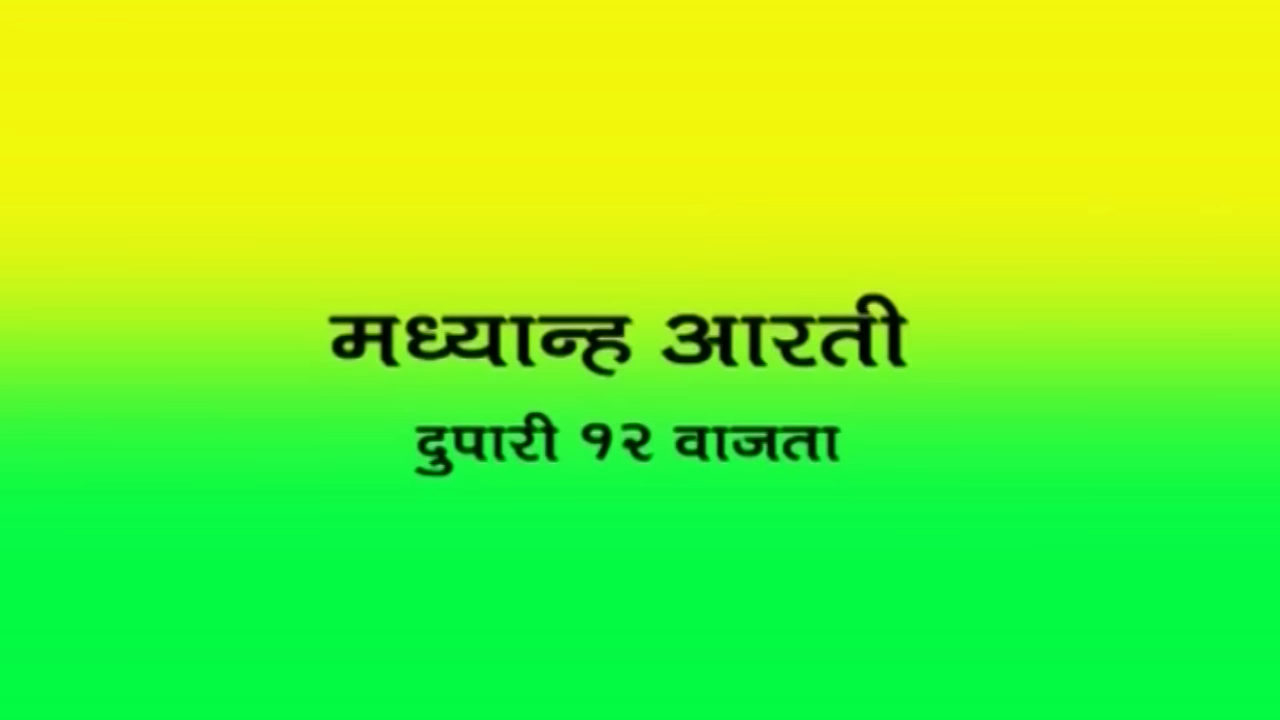 मध्यान्ह आरती
दुपारी १२ वाजता